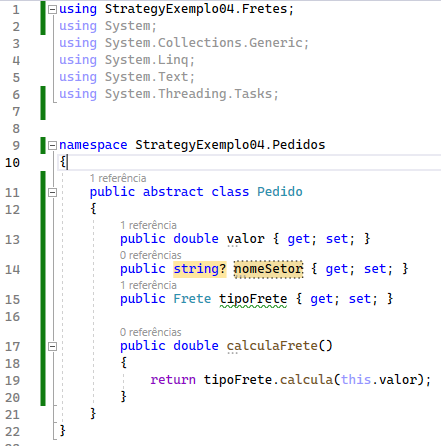 1 using StrategyExemplo04.Fretes;
2 using System;
3 using System.Collections.Generic;
4 using System.Linq;
5 using System.Text;
6 using System.Threading.Tasks;
7
8
9 namespace StrategyExemplo04.Pedidos
10 {
1 referência
11 public abstract class Pedido
12 {
1 referência
13 public double valor { get; set; }
0 referências
14 public string? nomeSetor { get; set; }
1 referência
15 public Frete tipoFrete { get; set; }
16
0 referências
17 public double calculaFrete()
18 {
19 return tipoFrete.calcula(this.valor);
20 }
21 }
22 }